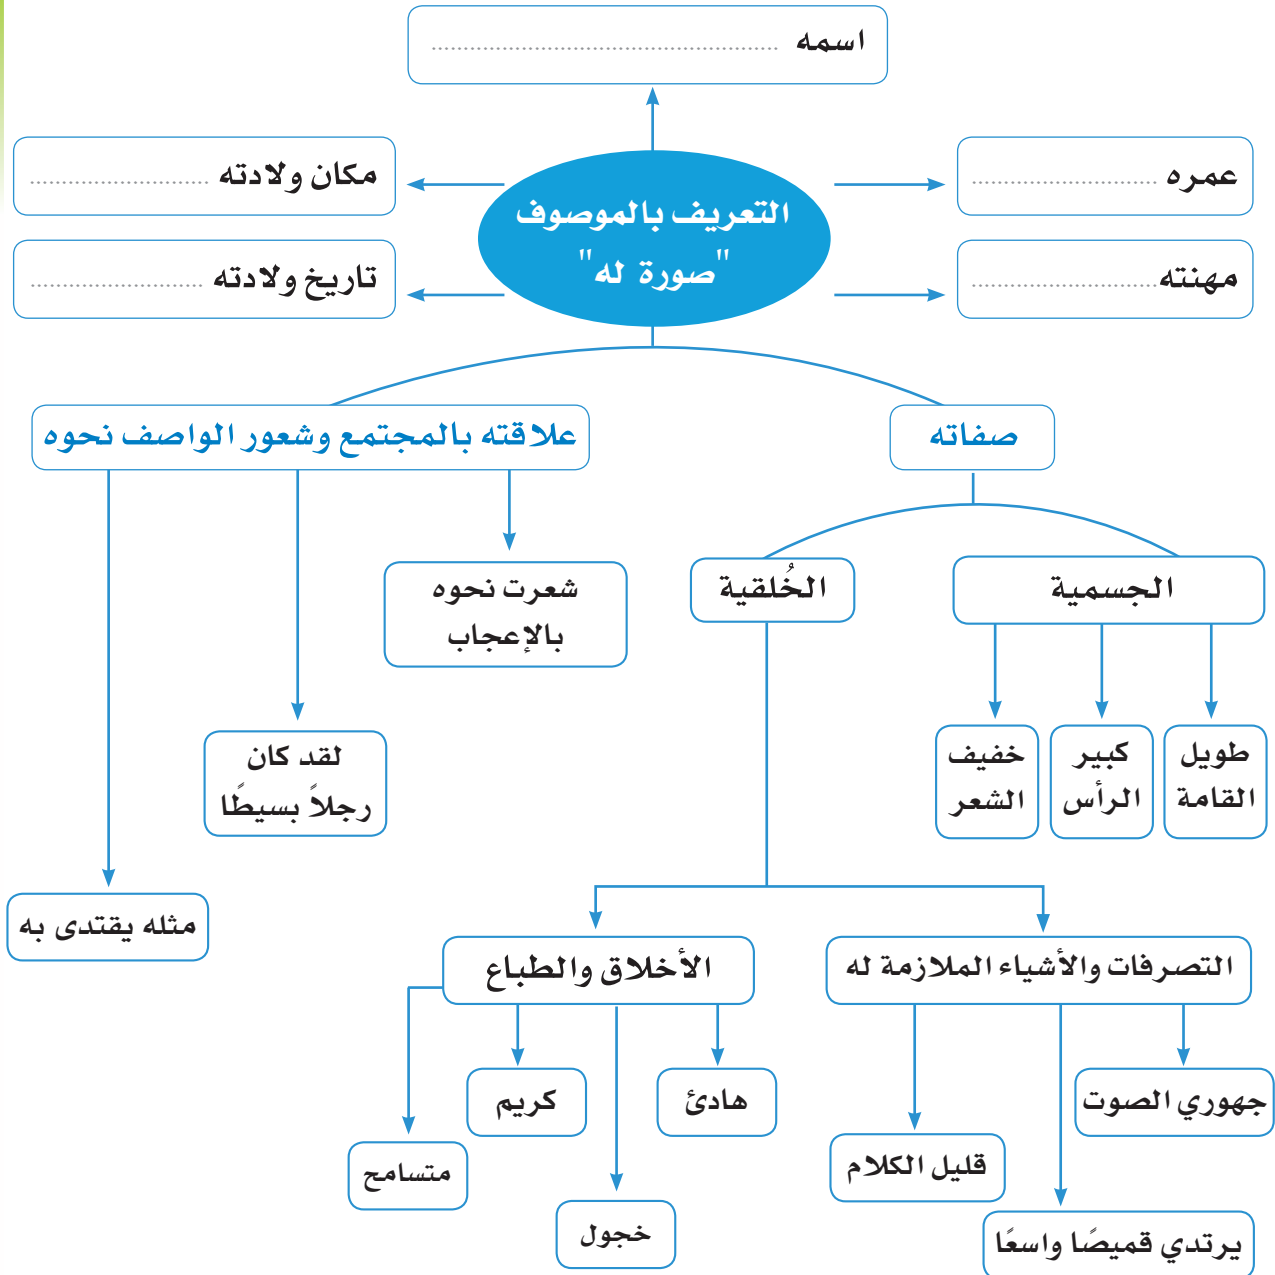 اسمه ......................................................
عمره .............................
مكان ولادته ............................
التعريف بالموصوف
"صورة له"
مهنته.............................
تاريخ ولادته ...........................
صفاته
علاقته بالمجتمع وشعور الواصف نحوه
الجسمية
الخُلقية
شعرت نحوه
بالإعجاب
طويل
القامة
كبير
الرأس
خفيف
الشعر
لقد كان
رجلاً بسيطًا
مثله يقتدى به
التصرفات والأشياء الملازمة له
الأخلاق والطباع
جهوري الصوت
هادئ
كريم
قليل الكلام
متسامح
خجول
يرتدي قميصًا واسعًا